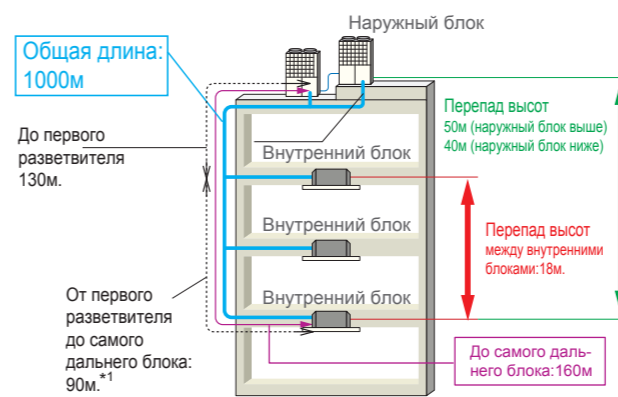 Наружный блок
Общая длина:
1000м
Перепад высот
50м (наружный блок выше)
40м (наружный блок ниже)
До первого
разветвителя
130м.
Внутренний блок
Внутренний блок
Перепад высот
между внутренними
блоками:18м.
Внутренний блок
От первого
разветвителя
до самого
дальнего блока:
90м.*1
До самого даль-
него блока:160м